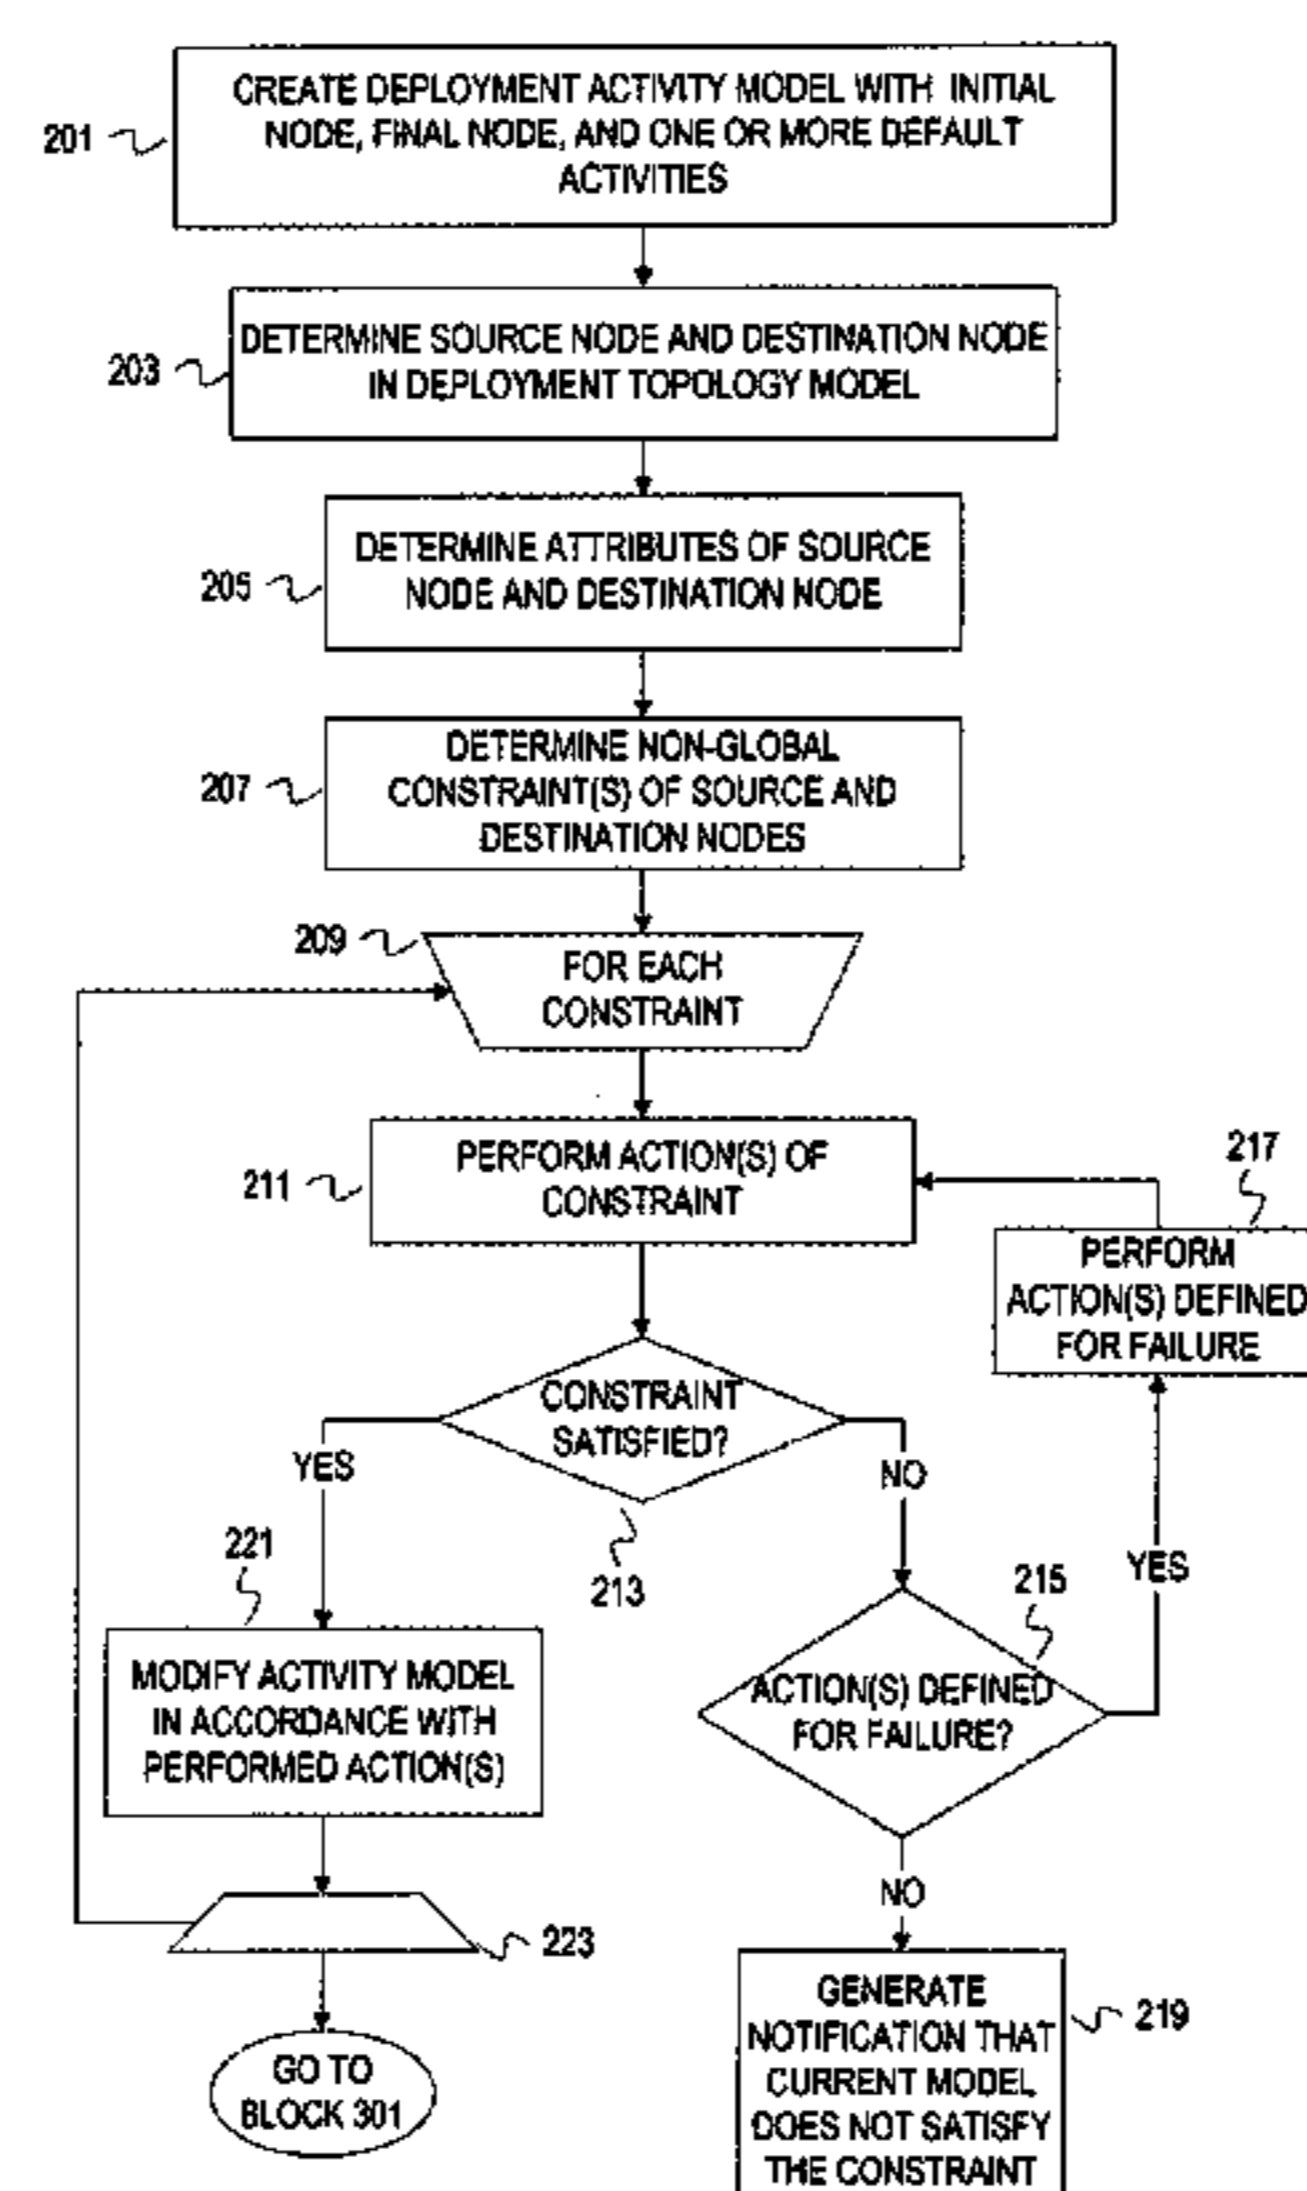 CREATE DEPLOYMENT ACTIVITY MODEL WITH INITIAL
NODE, FINAL NODE, AND ONE OR MORE DEFAULT
ACTIVITIES
201
DETERMINE SOURCE NODE AND DESTINATION NODE
IN DEPLOYMENT TOPOLOGY MODEL
203
DETERMINE ATTRIBUTES OF SOURCE
NODE AND DESTINATION NODE
205
DETERMINE NON-GLOBAL
CONSTRAINT(S) OF SOURCE AND
DESTINATION NODES
207
209
FOR EACH
CONSTRAINT
PERFORM ACTION(S) OF
CONSTRAINT
211
217
PERFORM
ACTION(S) DEFINED
FOR FAILURE
CONSTRAINT
SATISFIED?
YES
NO
213
221
215
YES
MODIFY ACTIVITY MODEL
IN ACCORDANCE WITH
PERFORMED ACTION(S)
ACTION(S) DEFINED
FOR FAILURE?
NO
223
GO TO
BLOCK 301
GENERATE
NOTIFICATION THAT
CURRENT MODEL
DOES NOT SATISFY
THE CONSTRAINT
219